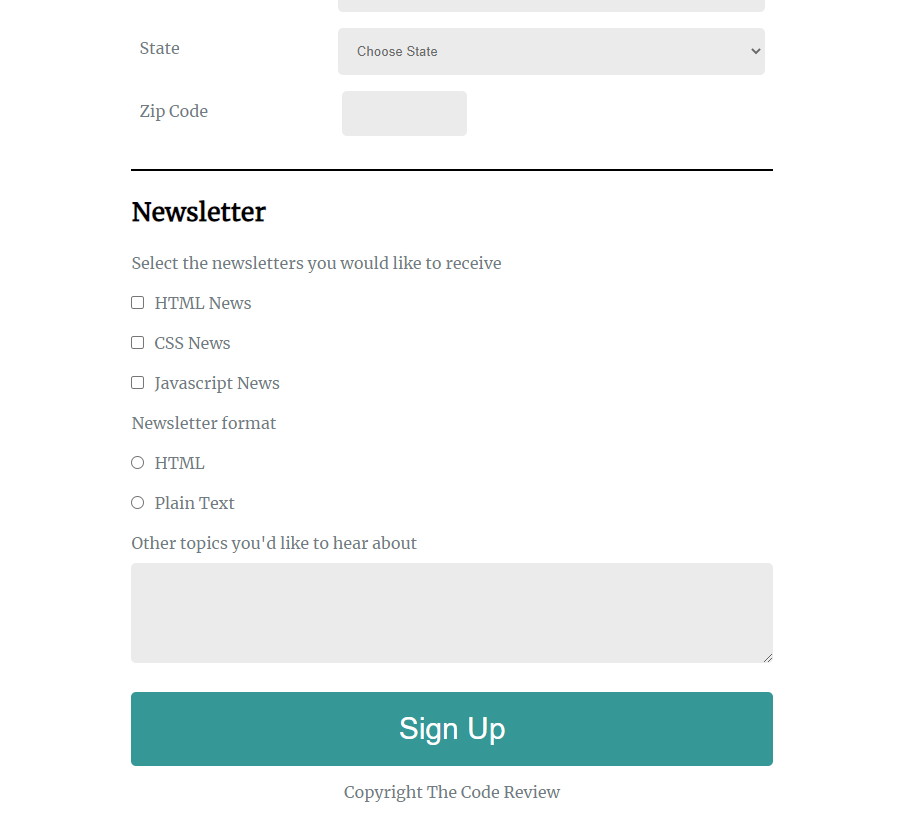 State
Choose State
Zip Code
Newsletter
Select the newsletters you would like to receive
HTML News
CSS News
Javascript News
Newsletter format
HTML
Plain Text
Other topics you'd like to hear about
Sign Up
Copyright The Code Review